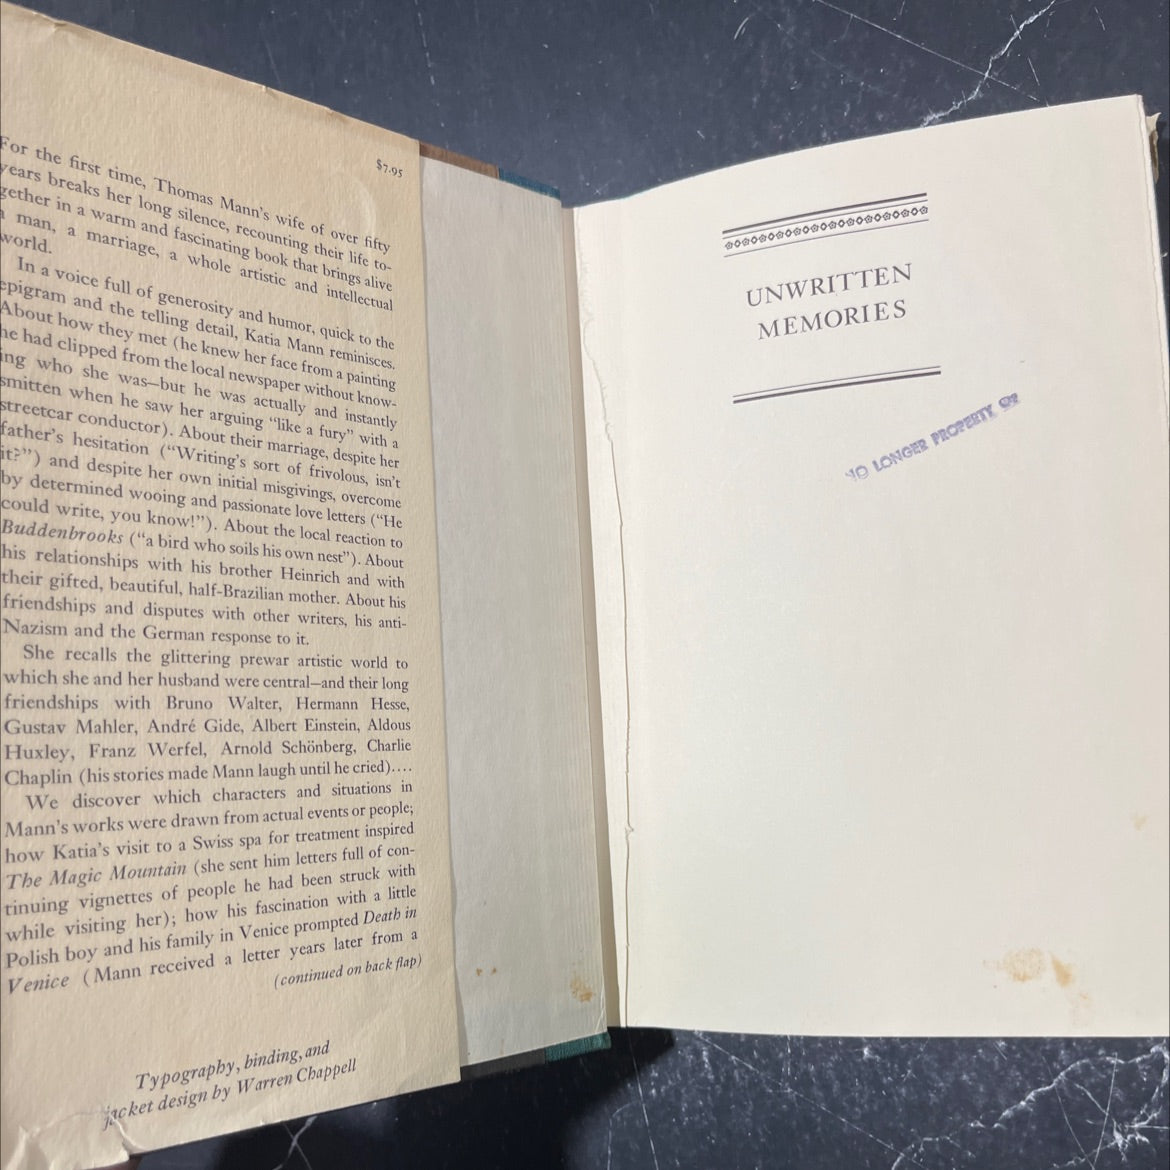 $7.95
For the first time, Thomas Mann's wife of over fifty
years breaks her long silence, recounting their life to-
gether in a warm and fascinating book that brings alive
a man, a marriage, a whole artistic and intellectual
world.
In a voice full of generosity and humor, quick to the
epigram and the telling detail, Katia Mann reminisces.
About how they met (he knew her face from a painting
he had clipped from the local newspaper without know-
ing who she was—but he was actually and instantly
smitten when he saw her arguing "like a fury" with a
streetcar conductor). About their marriage, despite her
father's hesitation ("Writing's sort of frivolous, isn't
it?") and despite her own initial misgivings, overcome
by determined wooing and passionate love letters ("He
could write, you know!"). About the local reaction to
Buddenbrooks ("a bird who soils his own nest"). About
his relationships with his brother Heinrich and with
their gifted, beautiful, half-Brazilian mother. About his
friendships and disputes with other writers, his anti-
Nazism and the German response to it.
She recalls the glittering prewar artistic world to
which she and her husband were central—and their long
friendships with Bruno Walter, Hermann Hesse,
Gustav Mahler, André Gide, Albert Einstein, Aldous
Huxley, Franz Werfel, Arnold Schönberg, Charlie
Chaplin (his stories made Mann laugh until he cried)....
We discover which characters and situations in
Mann's works were drawn from actual events or people;
how Katia's visit to a Swiss spa for treatment inspired
The Magic Mountain (she sent him letters full of con-
tinuing vignettes of people he had been struck with
while visiting her); how his fascination with a little
Polish boy and his family in Venice prompted Death in
Venice (Mann received a letter years later from a
(continued on back flap)
Typography, binding, and
jacket design by Warren Chappell
UNWRITTEN
MEMORIES
NO LONGER PROPERTY OF